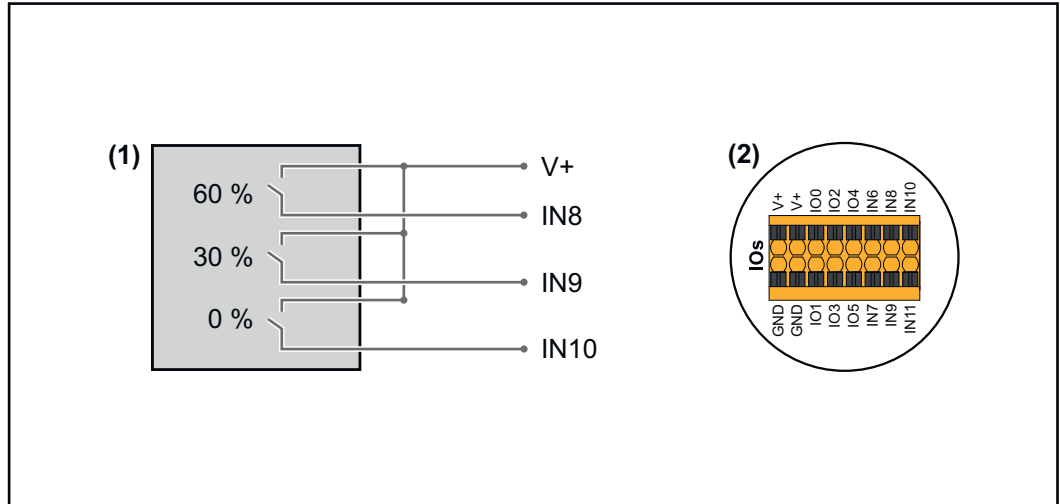 (1)
V+
60 %
IN8
30 %
IN9
0 %
IN10
(2)
V+ V+ IO0 IO2 IO4 IN6 IN8 IN10
IOs
GND GND IO1 IO3 IO5 IN7 IN9 IN11